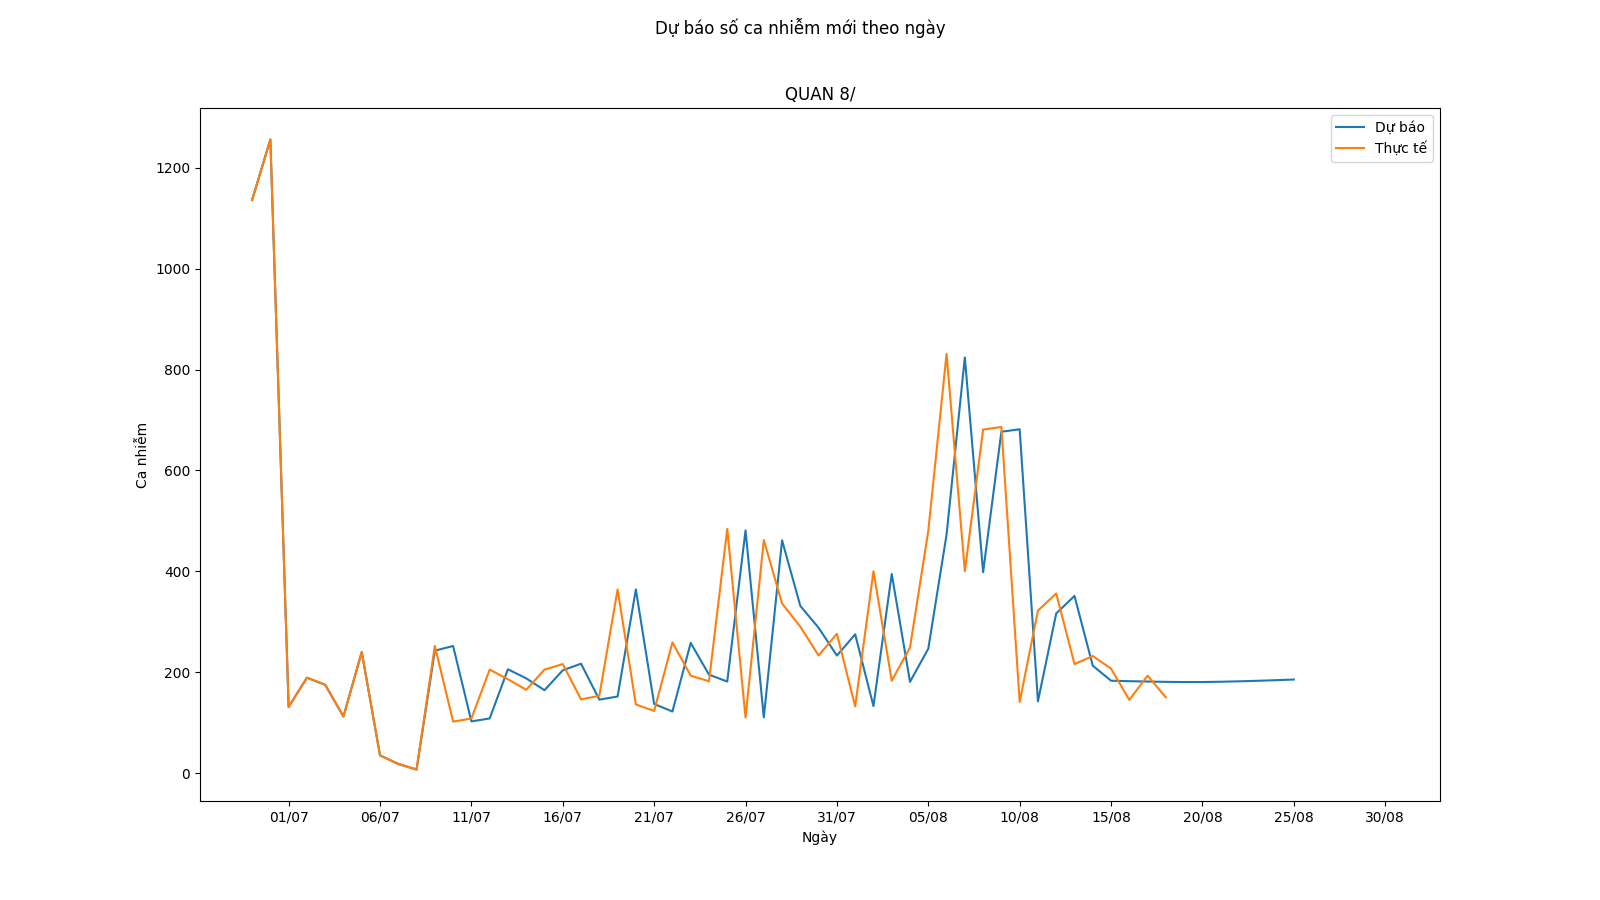 Dự báo số ca nhiễm mới theo ngày
QUAN 8/
Dự báo
Thực tế
1200
1000
800
600
400
200
0
Ca nhiễm
01/07 06/07 11/07 16/07 21/07 26/07 31/07 05/08 10/08 15/08 20/08 25/08 30/08
Ngày